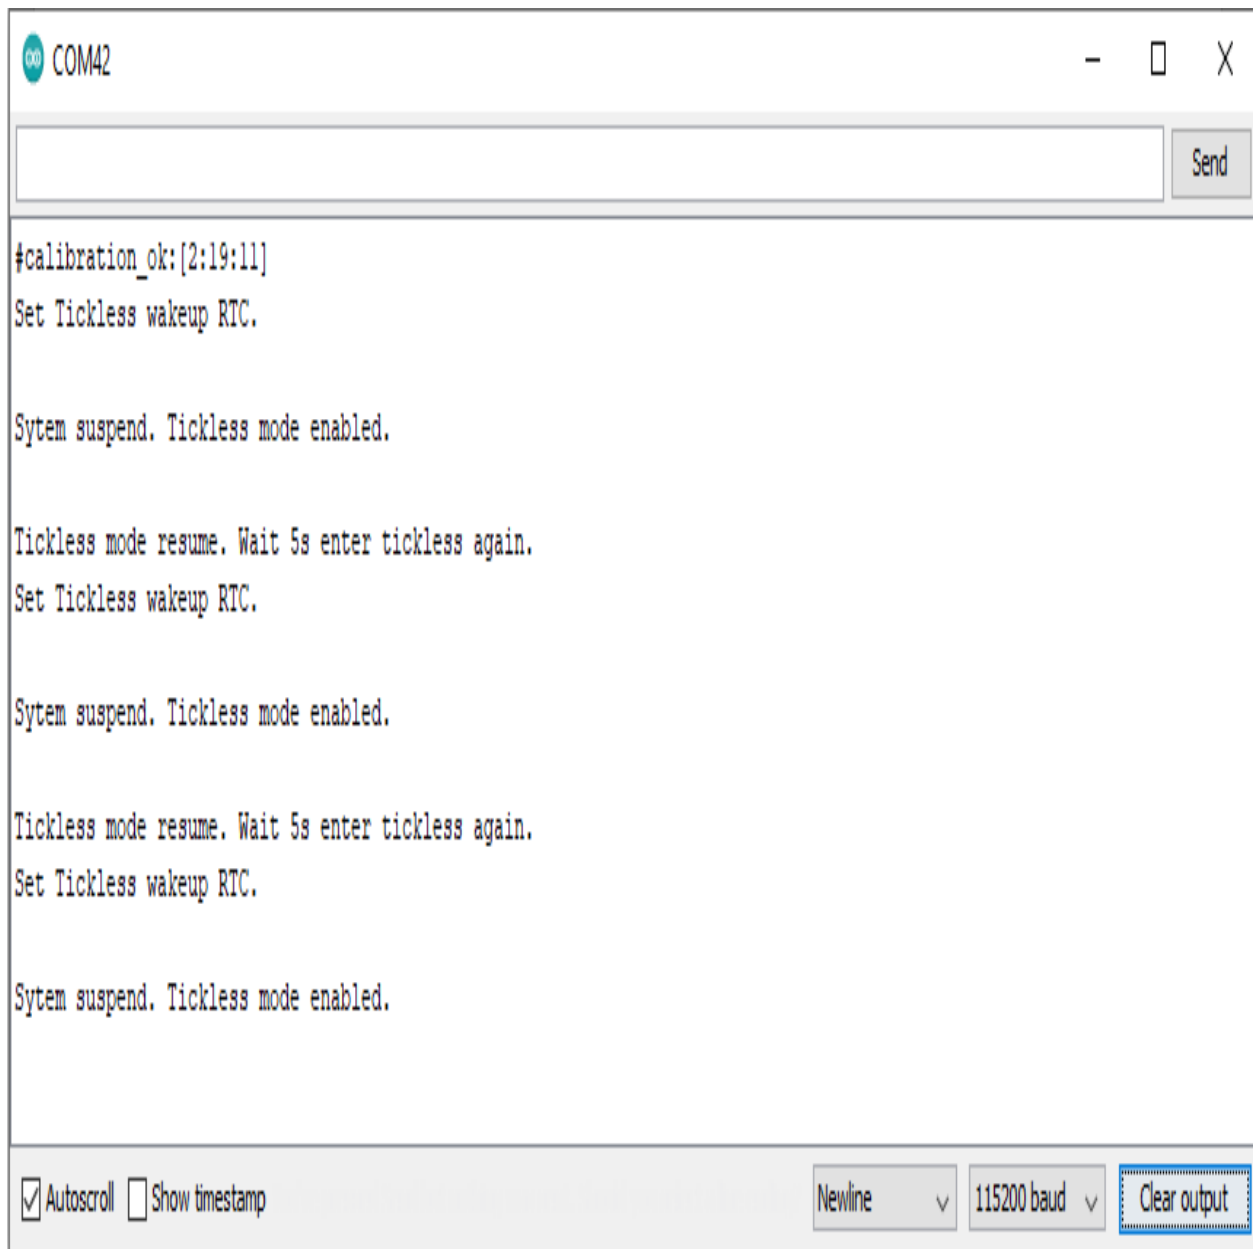 COM42
Send
#calibration_ok:[2:19:11]
Set Tickless wakeup RTC.
Sytem suspend. Tickless mode enabled.
Tickless mode resume. Wait 5s enter tickless again.
Set Tickless wakeup RTC.
Sytem suspend. Tickless mode enabled.
Tickless mode resume. Wait 5s enter tickless again.
Set Tickless wakeup RTC.
Sytem suspend. Tickless mode enabled.
Autoscroll Show timestamp Newline 115200 baud Clear output